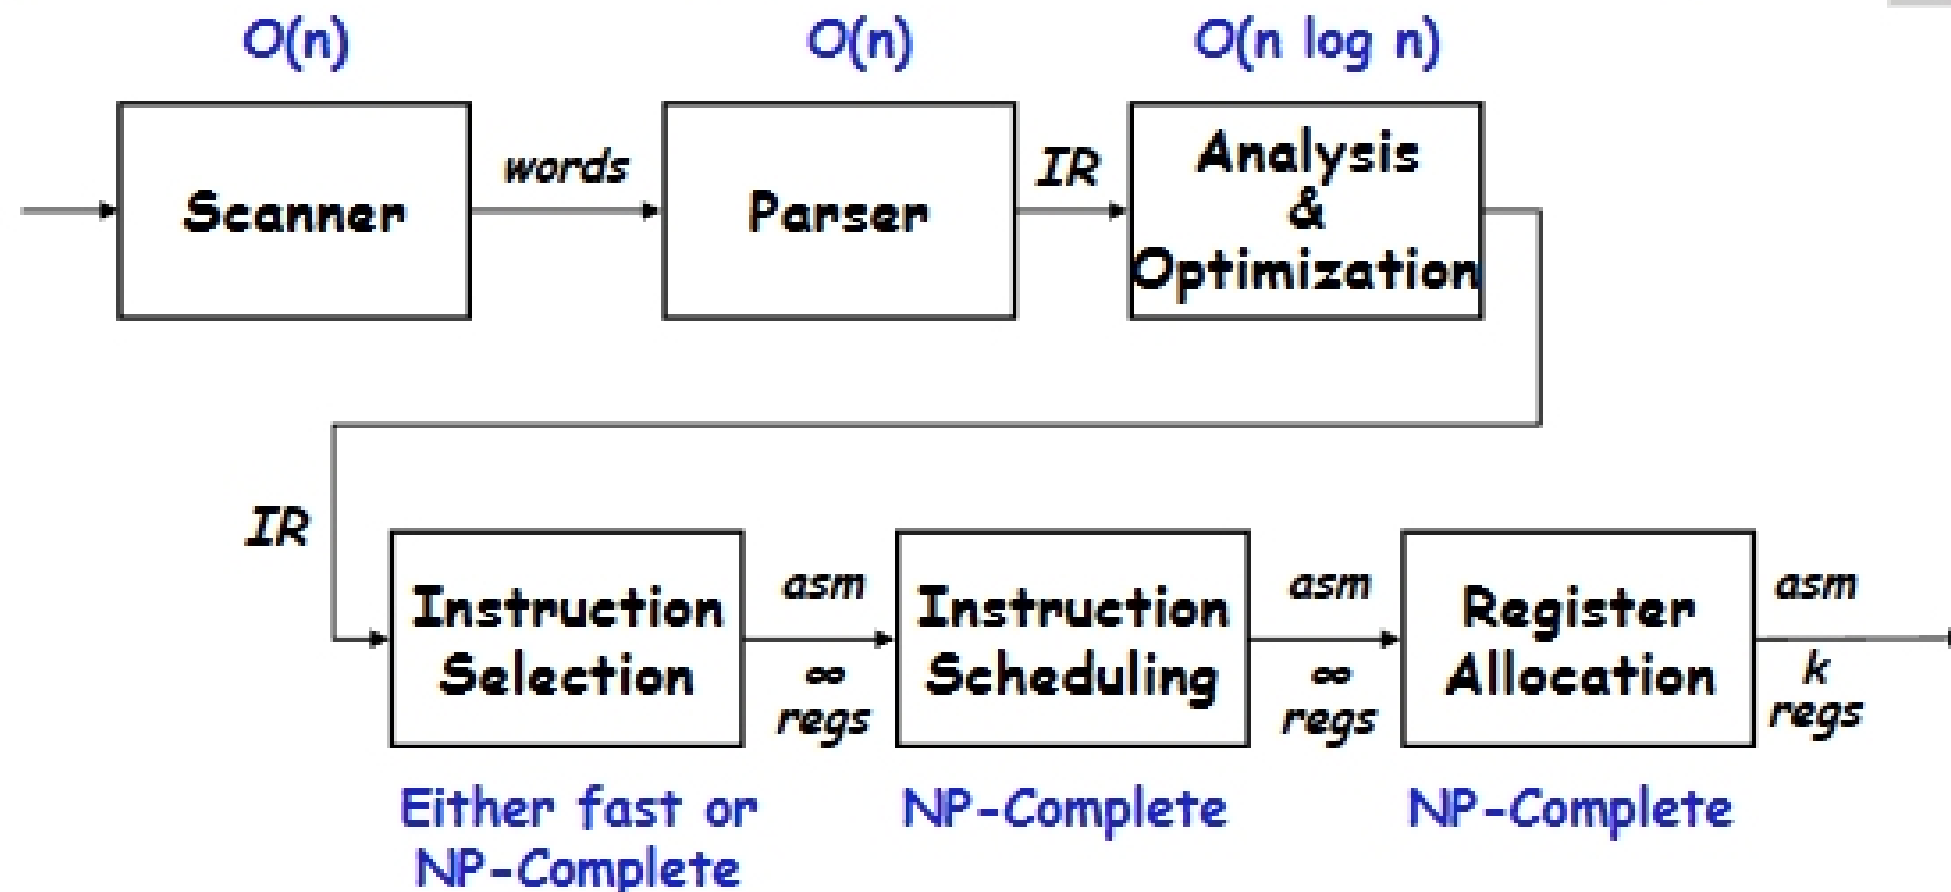 O(n)
O(n)
O(n log n)
Scanner
words
Parser
IR
Analysis
&
Optimization
IR
Instruction
Selection
asm
∞
regs
Instruction
Scheduling
asm
∞
regs
Register
Allocation
asm
k
regs
Either fast or
NP-Complete
NP-Complete
NP-Complete